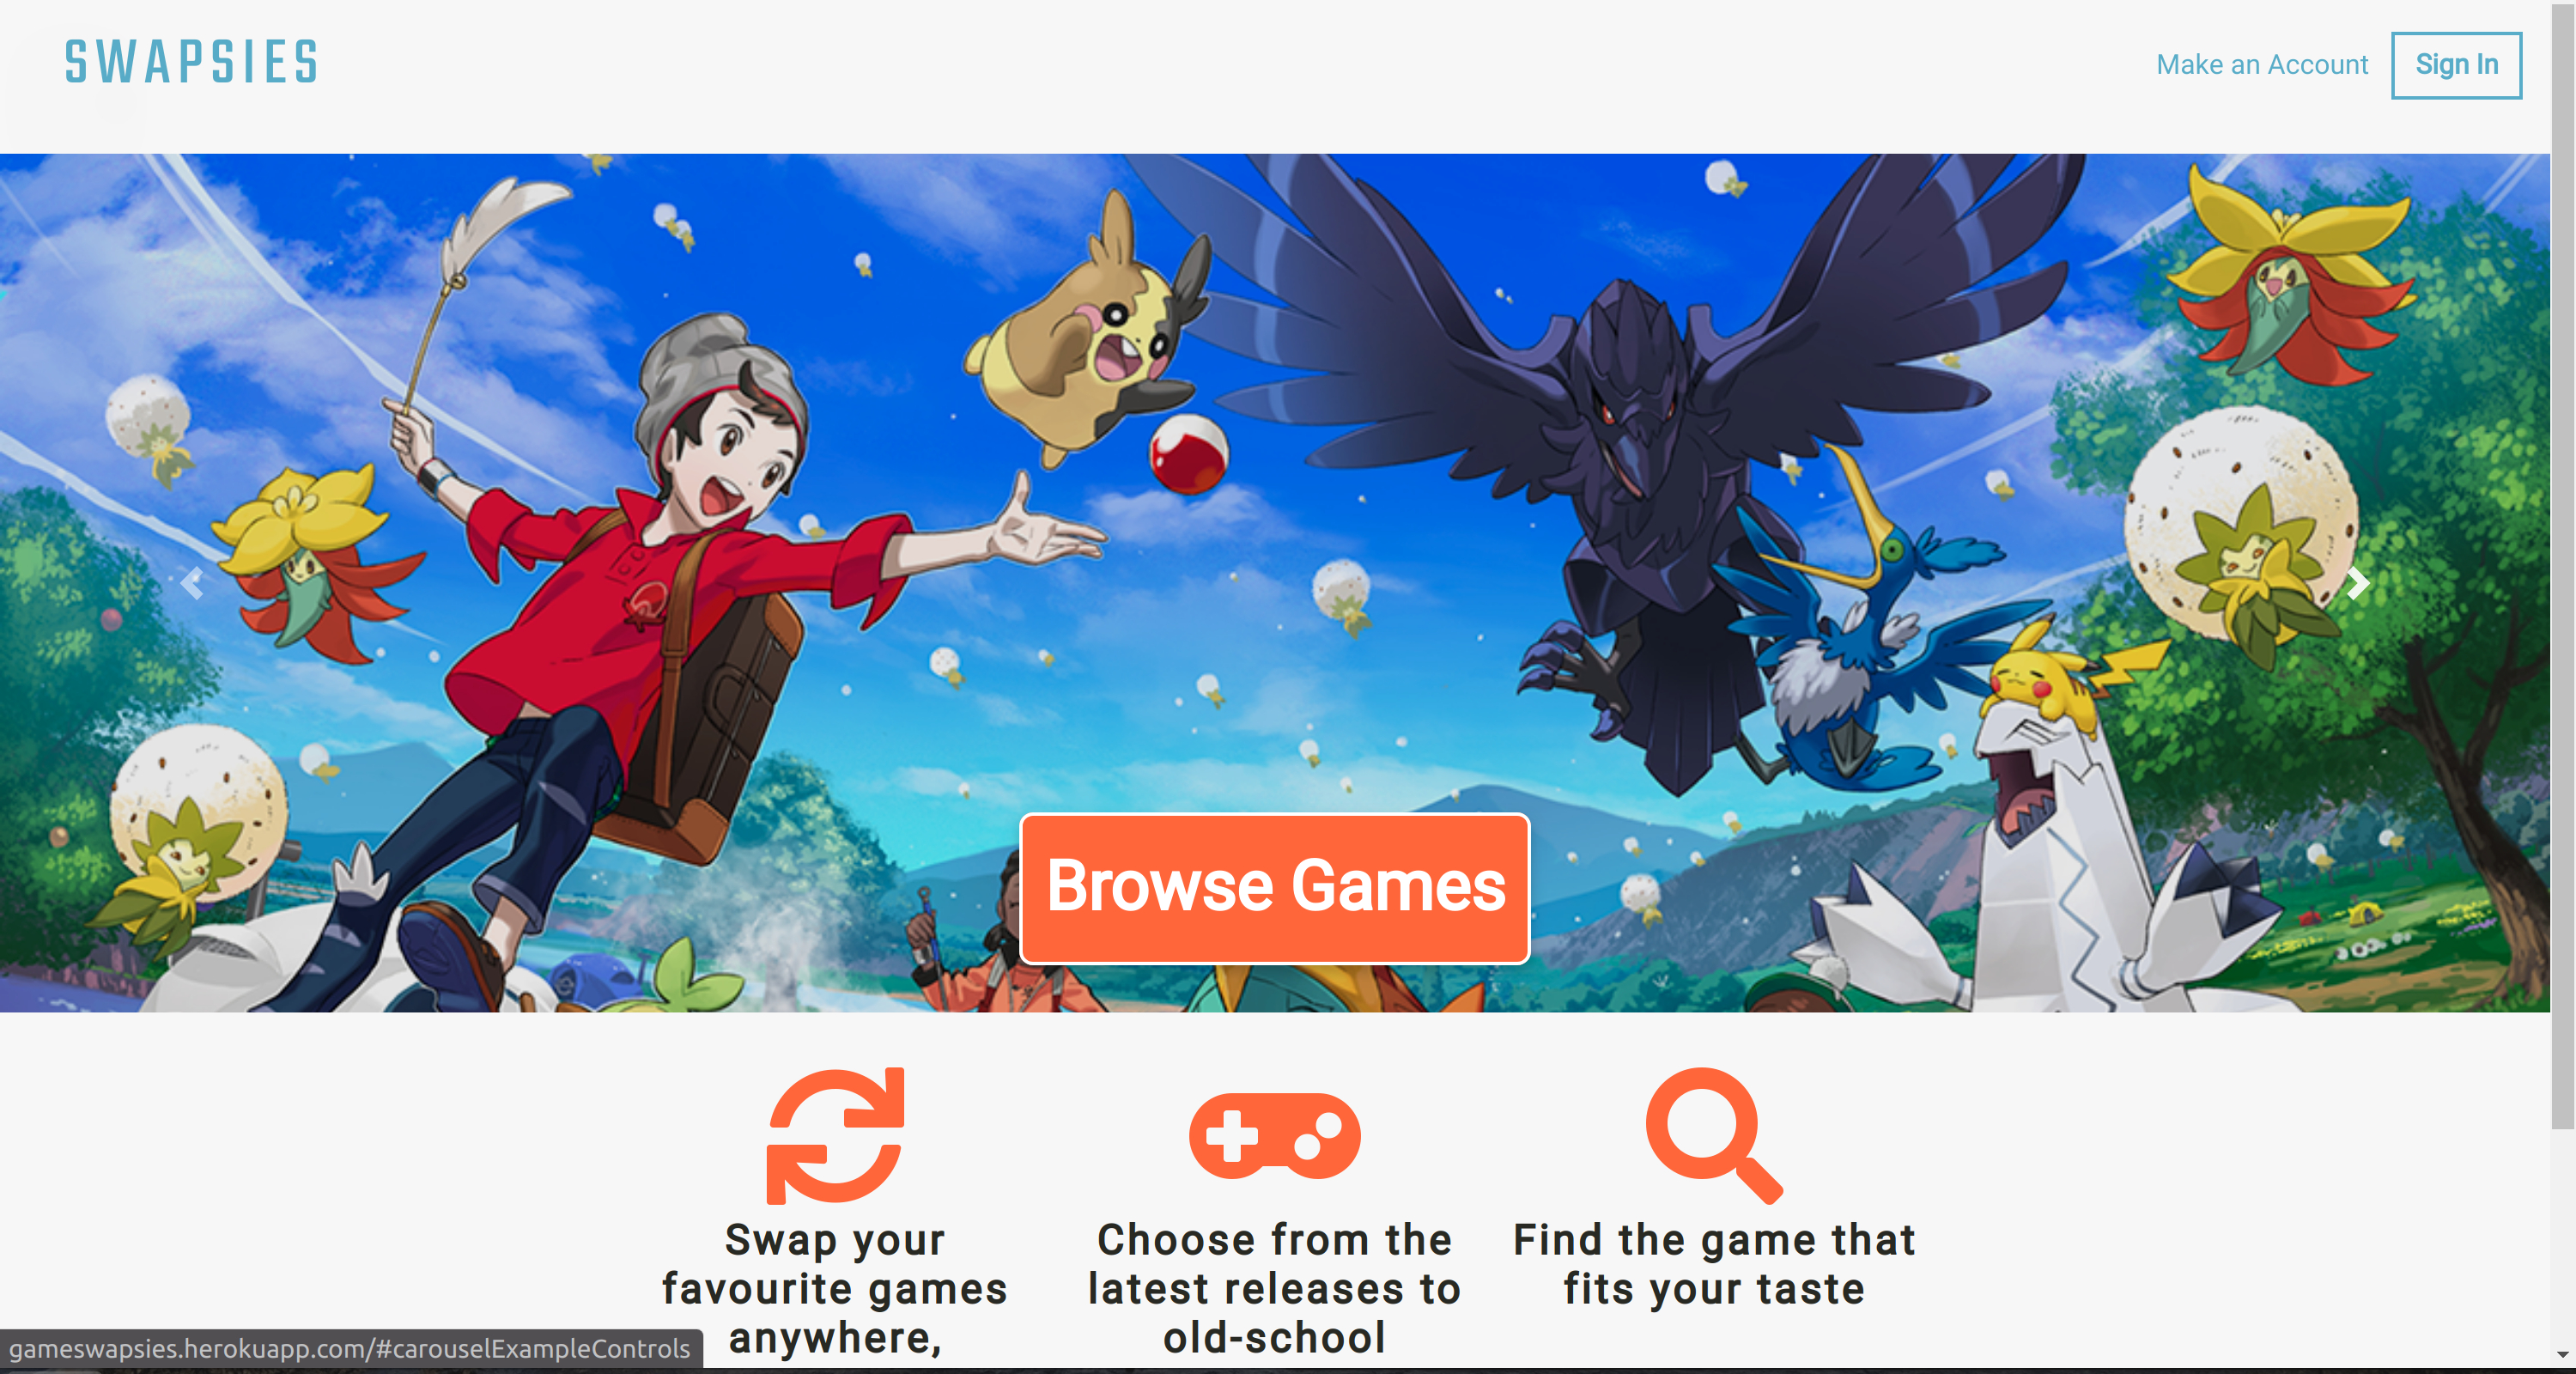 SWAPSIES
Make an Account
Sign In
Browse Games
Swap your
favourite games
anywhere,
Choose from the
latest releases to
old-school
Find the game that
fits your taste
gameswapsies.herokuapp.com/#carouselExampleControls